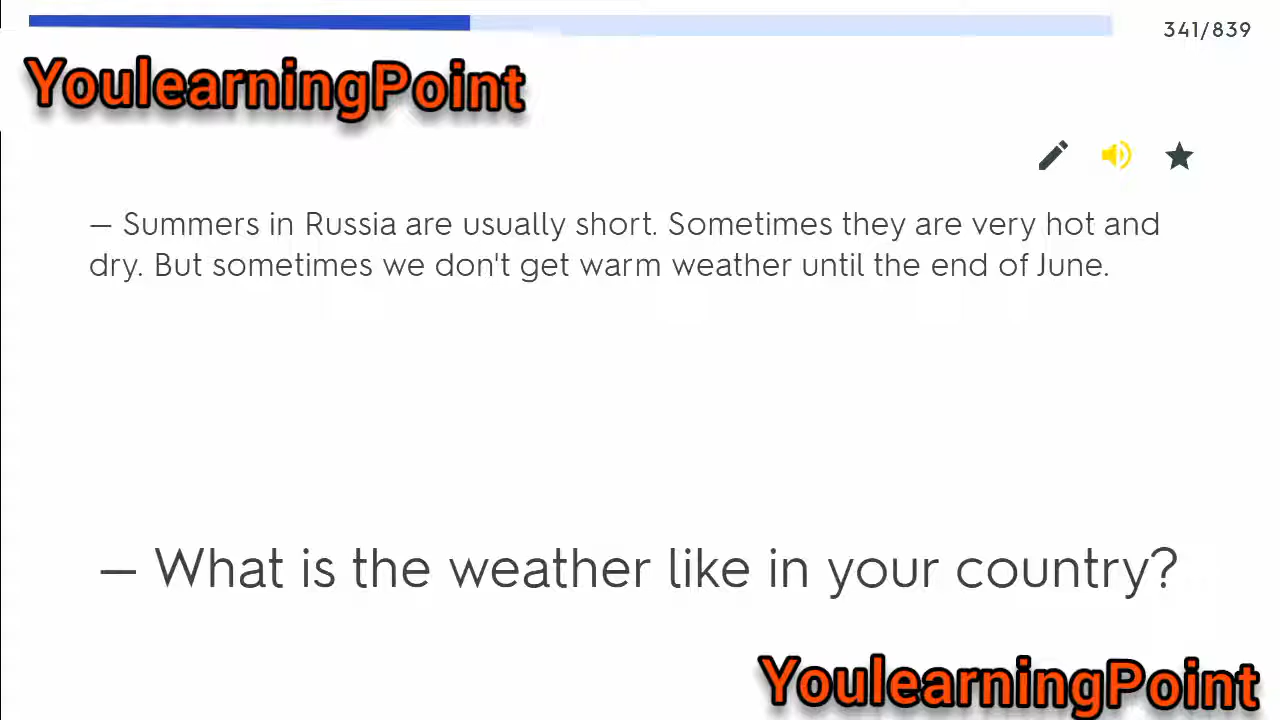 341/839
YoulearningPoint
– Summers in Russia are usually short. Sometimes they are very hot and
dry. But sometimes we don't get warm weather until the end of June.
– What is the weather like in your country?
YoulearningPoint